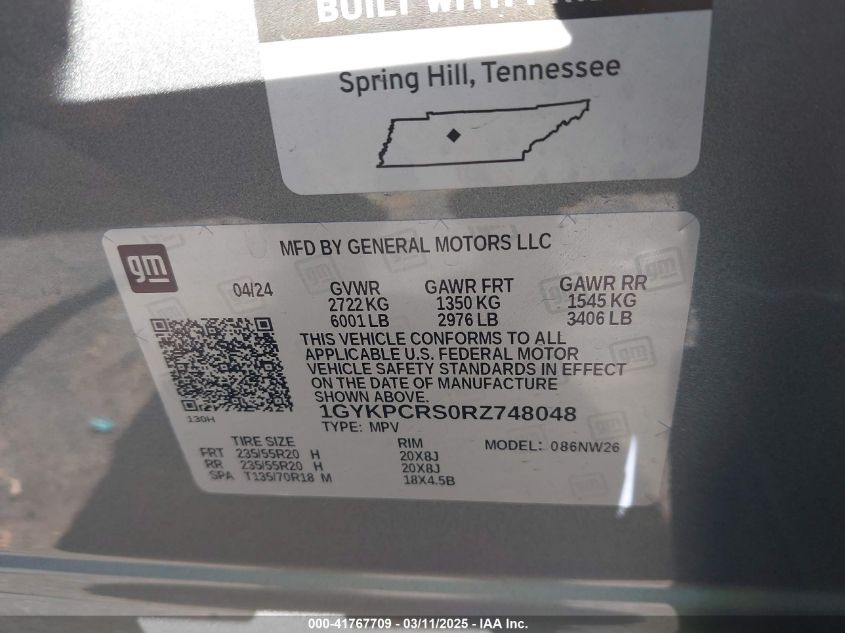 BUILT WITH
Spring Hill, Tennessee
gm
MFD BY GENERAL MOTORS LLC
04/24 GVWR GAWR FRT GAWR RR
2722 KG 1350 KG 1545 KG
6001 LB 2976 LB 3406 LB
THIS VEHICLE CONFORMS TO ALL
APPLICABLE U.S. FEDERAL MOTOR
VEHICLE SAFETY STANDARDS IN EFFECT
ON THE DATE OF MANUFACTURE
SHOWN ABOVE.
1GYKPCRS0RZ748048
130H
TYPE: MPV
TIRE SIZE RIM MODEL: 086NW26
FRT 235/55R20 H 20X8J
RR 235/55R20 H 20X8J
SPA T135/70R18 M 18X4.5B
000-41767709 - 03/11/2025 - IAA Inc.